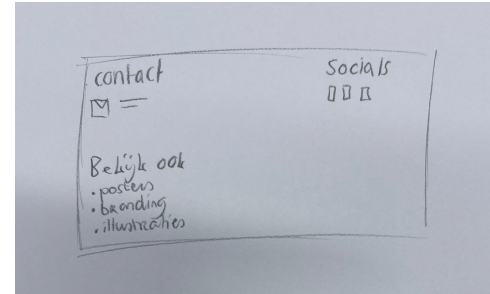 contact
Socials
Bekijk ook
• posters
• branding
• illustraties